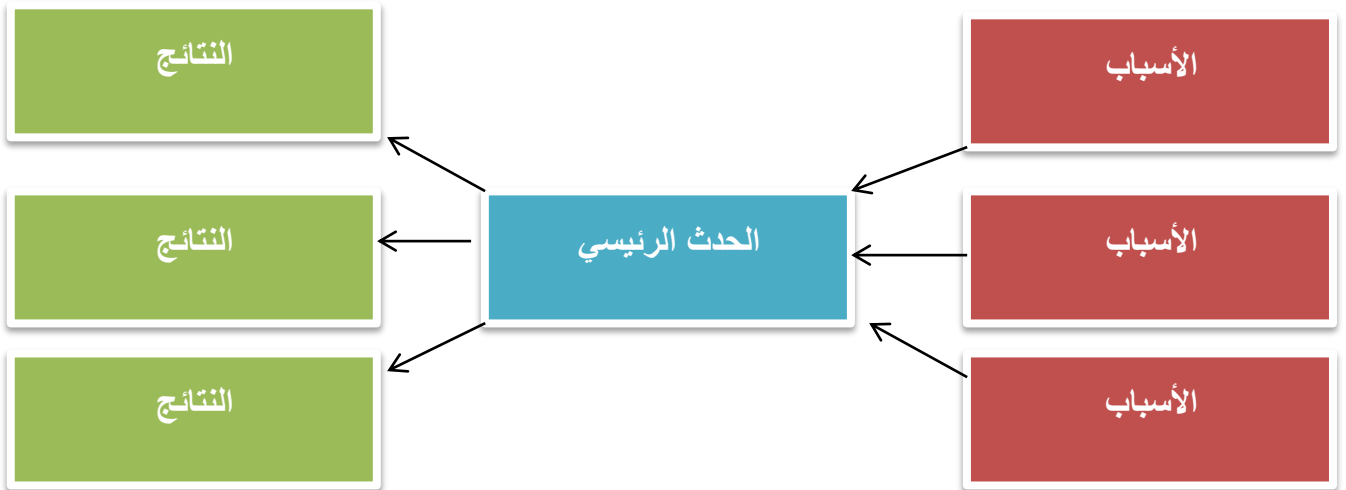 الأسباب
النتائج
الأسباب
الحدث الرئيسي
النتائج
الأسباب
النتائج